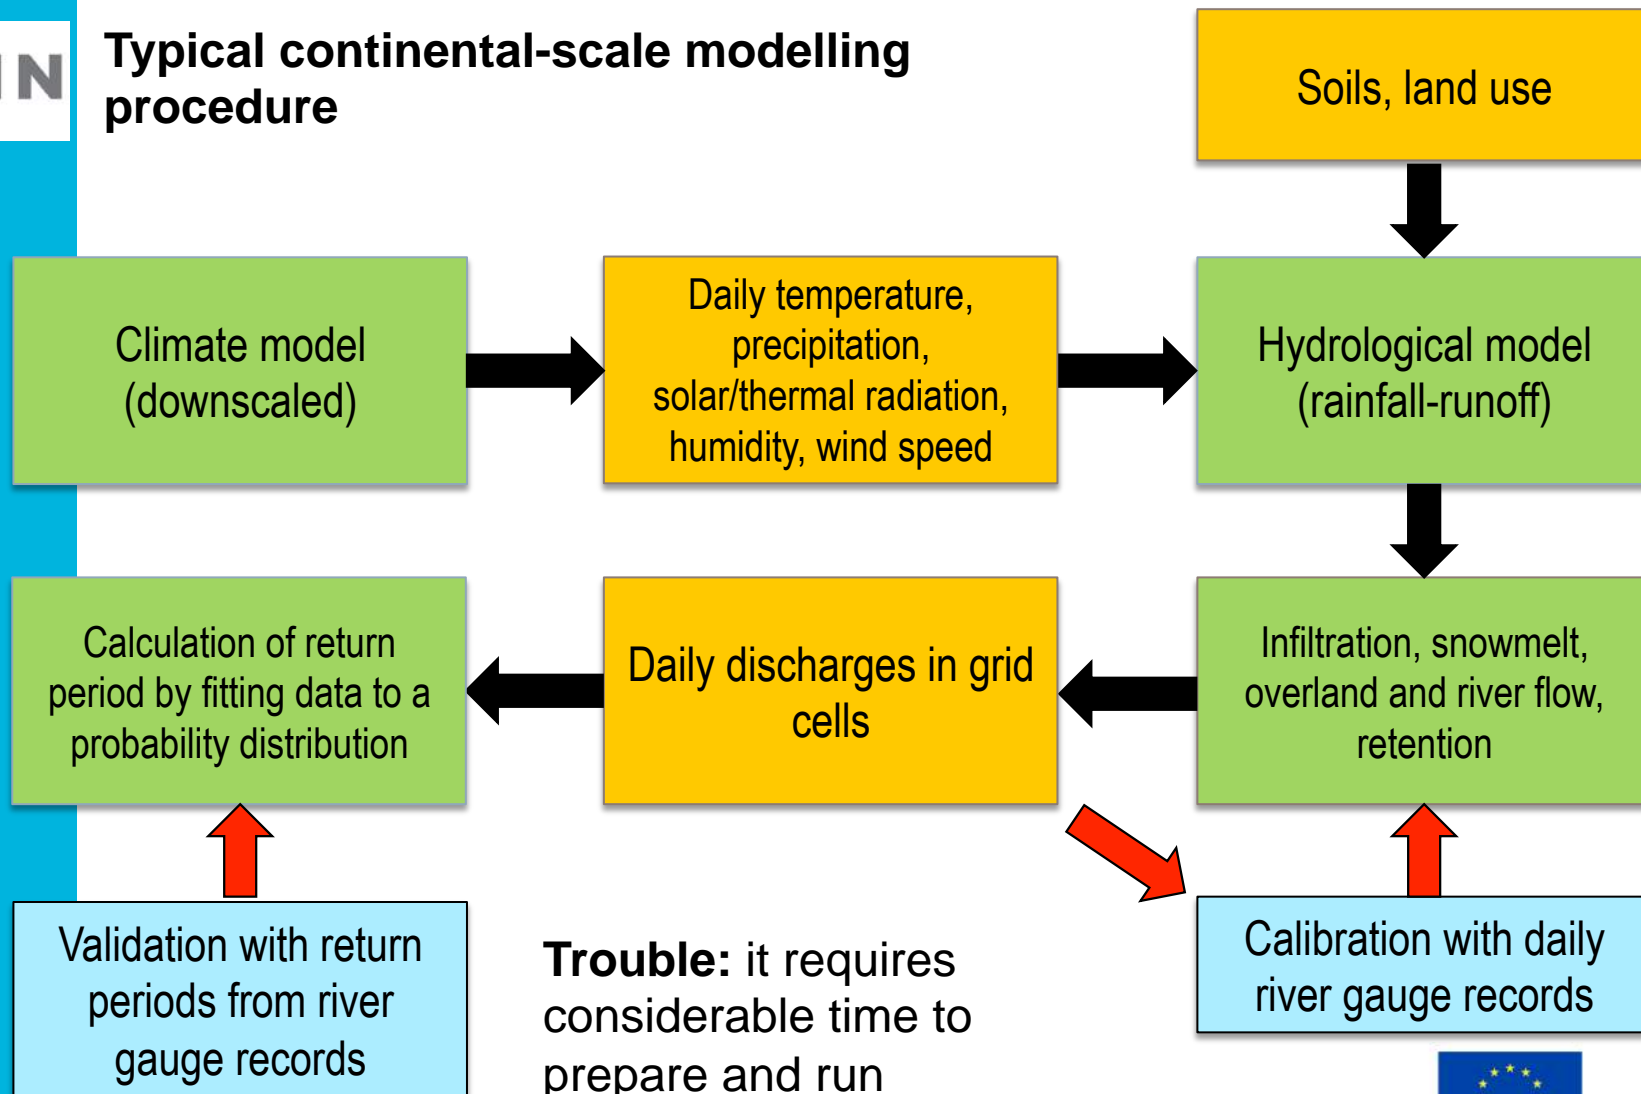 Typical continental-scale modelling
procedure
Soils, land use
Climate model
(downscaled)
Daily temperature,
precipitation,
solar/thermal radiation,
humidity, wind speed
Hydrological model
(rainfall-runoff)
Calculation of return
period by fitting data to a
probability distribution
Daily discharges in grid
cells
Infiltration, snowmelt,
overland and river flow,
retention
Validation with return
periods from river
gauge records
Trouble: it requires
considerable time to
prepare and run
Calibration with daily
river gauge records